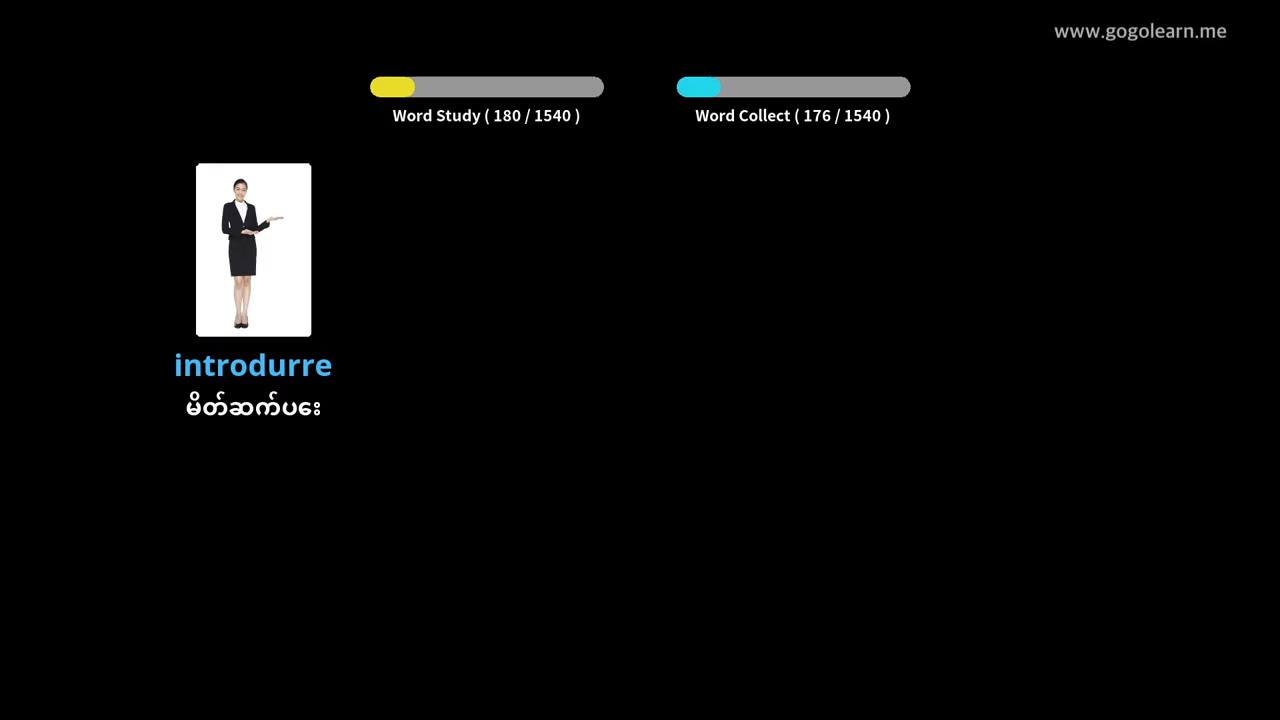 www.gogolearn.me
Word Study ( 180 / 1540 )
Word Collect ( 176 / 1540 )
introdurre
မိတ်ဆက်ပေး